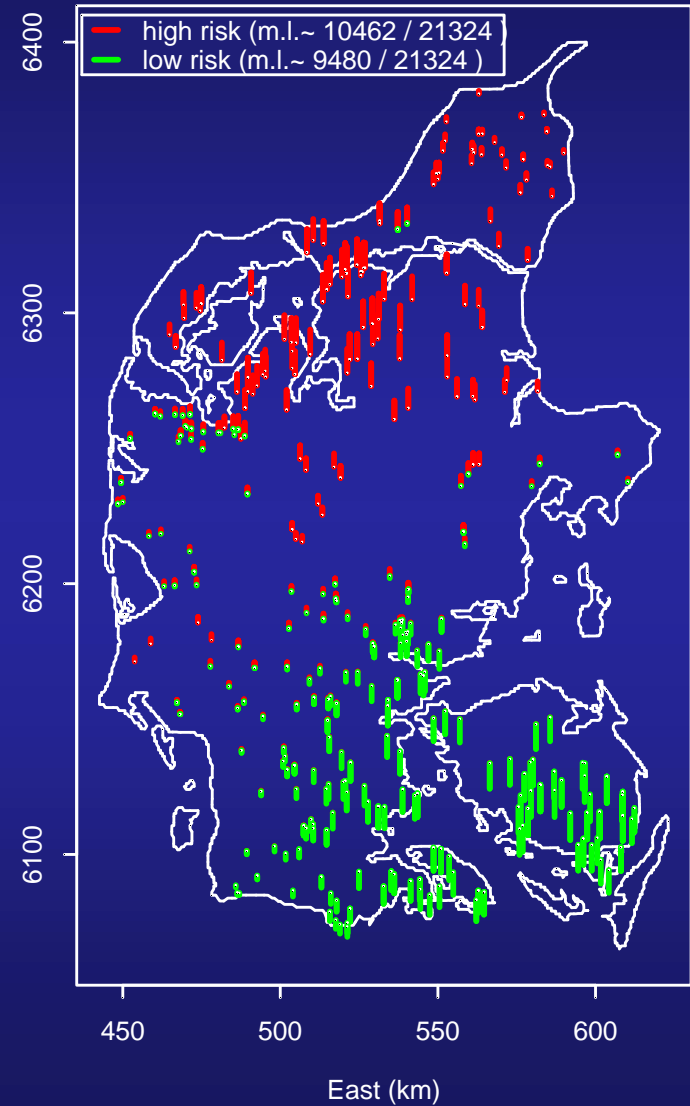 high risk (m.l.~ 10462 / 21324 )
low risk (m.l.~ 9480 / 21324 )
6400
6300
6200
6100
450 500 550 600
East (km)